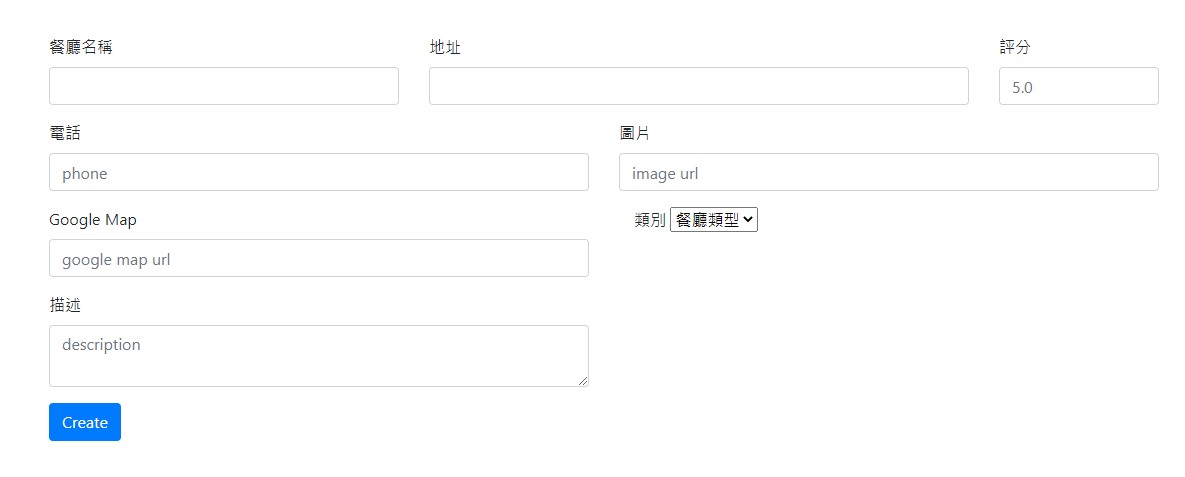 餐廳名稱
地址
評分
5.0
電話
圖片
phone
image url
Google Map
類別 餐廳類型
google map url
描述
description
Create